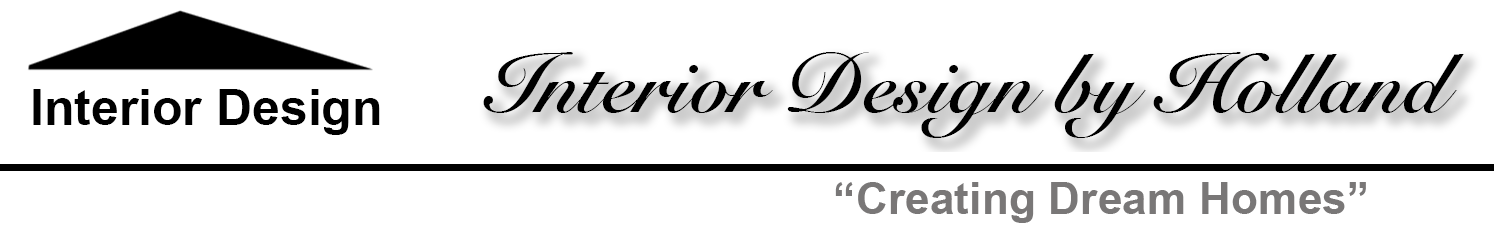 Interior Design
Interior Design by Holland
“Creating Dream Homes”